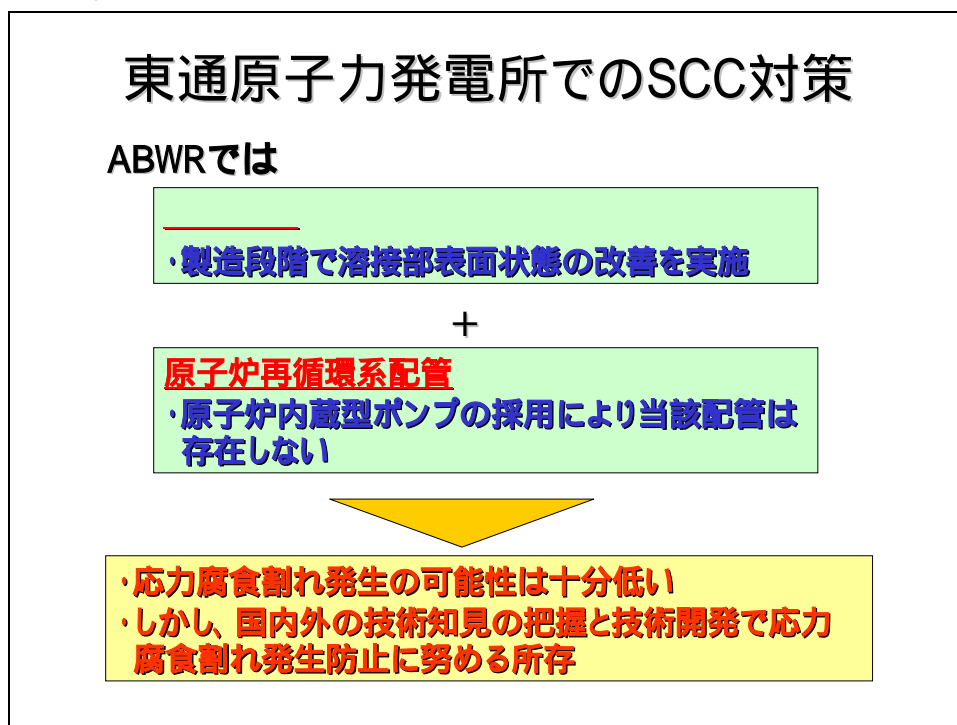 東通原子力発電所でのSCC対策
ABWRでは
・製造段階で溶接部表面状態の改善を実施
＋
原子炉再循環系配管
・原子炉内蔵型ポンプの採用により当該配管は
存在しない
・応力腐食割れ発生の可能性は十分低い
・しかし、国内外の技術知見の把握と技術開発で応力
腐食割れ発生防止に努める所存